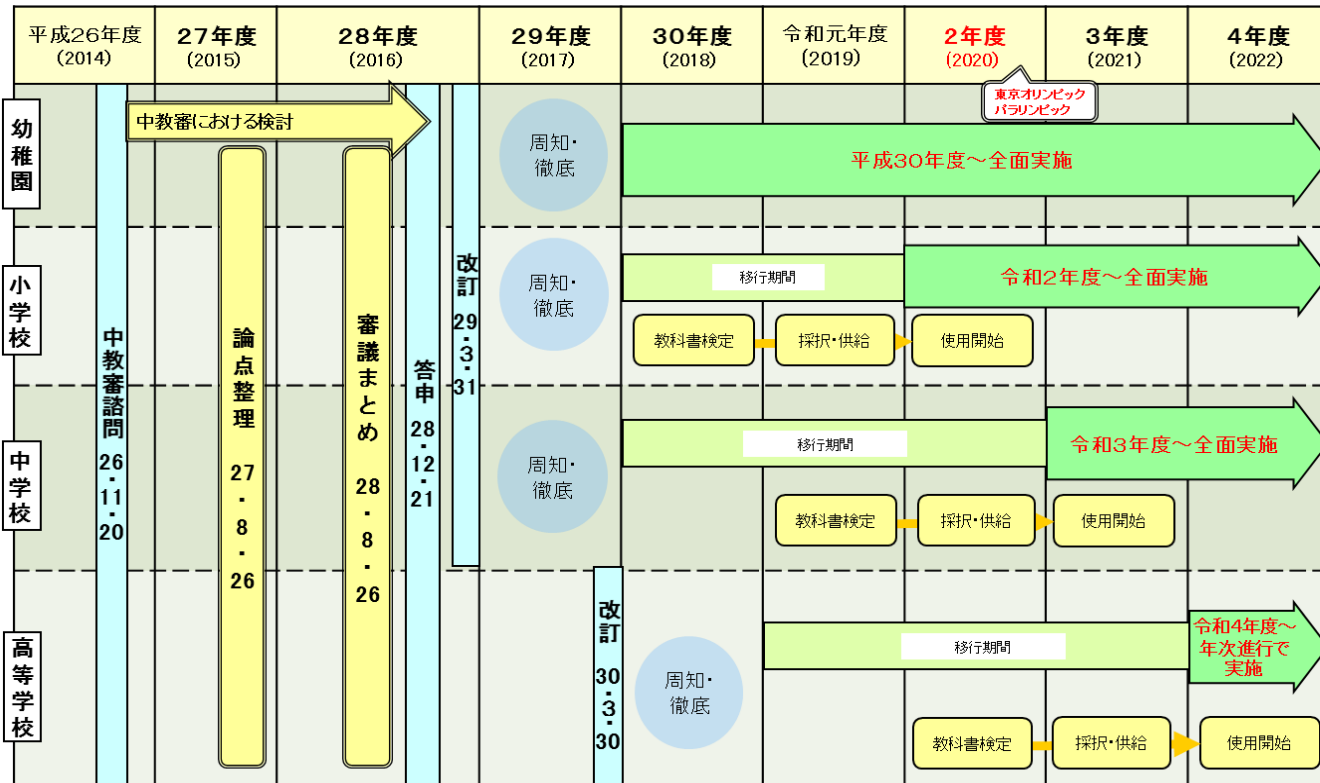 平成26年度
(2014)
27年度
(2015)
28年度
(2016)
29年度
(2017)
30年度
(2018)
令和元年度
(2019)
2年度
(2020)
3年度
(2021)
4年度
(2022)
東京オリンピック
パラリンピック
幼稚園
中教審における検討
周知・
徹底
平成30年度～全面実施
小学校
周知・
徹底
移行期間
令和2年度～全面実施
教科書検定
採択・供給
使用開始
中教審諮問 26・11・20
論点整理 27・8・26
審議まとめ 28・8・26
答申 28・12・21
改訂 29・3・31
中学校
周知・
徹底
移行期間
令和3年度～全面実施
教科書検定
採択・供給
使用開始
高等学校
改訂 30・3・30
周知・
徹底
移行期間
令和4年度～
年次進行で
実施
教科書検定
採択・供給
使用開始